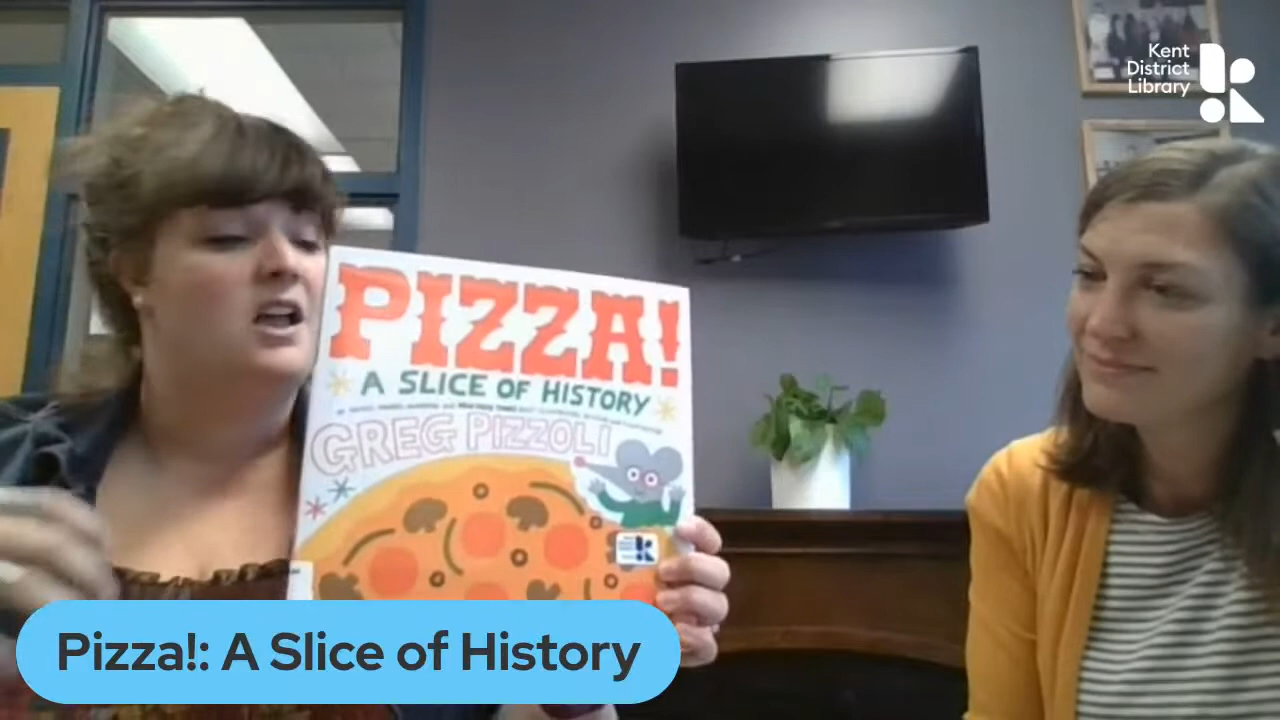 Kent
District
Library
PIZZA!
A SLICE OF HISTORY
GREG PIZZOLI
Pizza!: A Slice of History